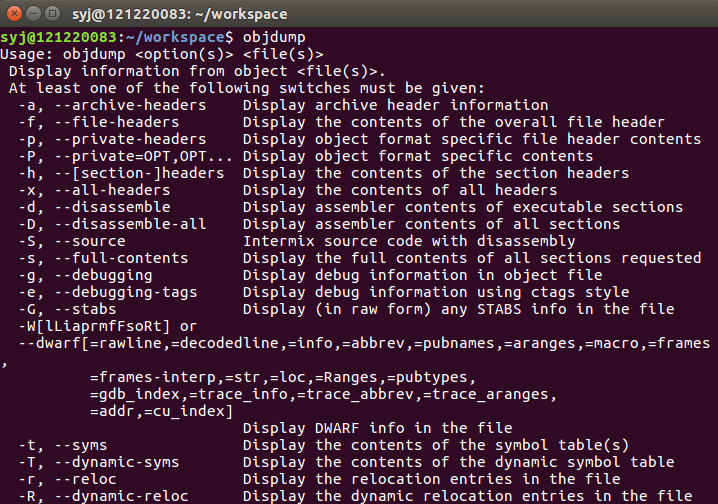 syj@121220083: ~/workspace
syj@121220083:~/workspace$ objdump
Usage: objdump <option(s)> <file(s)>
 Display information from object <file(s)>.
 At least one of the following switches must be given:
  -a, --archive-headers    Display archive header information
  -f, --file-headers       Display the contents of the overall file header
  -p, --private-headers    Display object format specific file header contents
  -P, --private=OPT,OPT... Display object format specific contents
  -h, --[section-]headers  Display the contents of the section headers
  -x, --all-headers        Display the contents of all headers
  -d, --disassemble        Display assembler contents of executable sections
  -D, --disassemble-all    Display assembler contents of all sections
  -S, --source             Intermix source code with disassembly
  -s, --full-contents      Display the full contents of all sections requested
  -g, --debugging          Display debug information in object file
  -e, --debugging-tags     Display debug information using ctags style
  -G, --stabs              Display (in raw form) any STABS info in the file
  -W[lLiaprmfFsoRt] or
  --dwarf[=rawline,=decodedline,=info,=abbrev,=pubnames,=aranges,=macro,=frames
,
          =frames-interp,=str,=loc,=Ranges,=pubtypes,
          =gdb_index,=trace_info,=trace_abbrev,=trace_aranges,
          =addr,=cu_index]
                           Display DWARF info in the file
  -t, --syms               Display the contents of the symbol table(s)
  -T, --dynamic-syms       Display the contents of the dynamic symbol table
  -r, --reloc              Display the relocation entries in the file
  -R, --dynamic-reloc      Display the dynamic relocation entries in the file